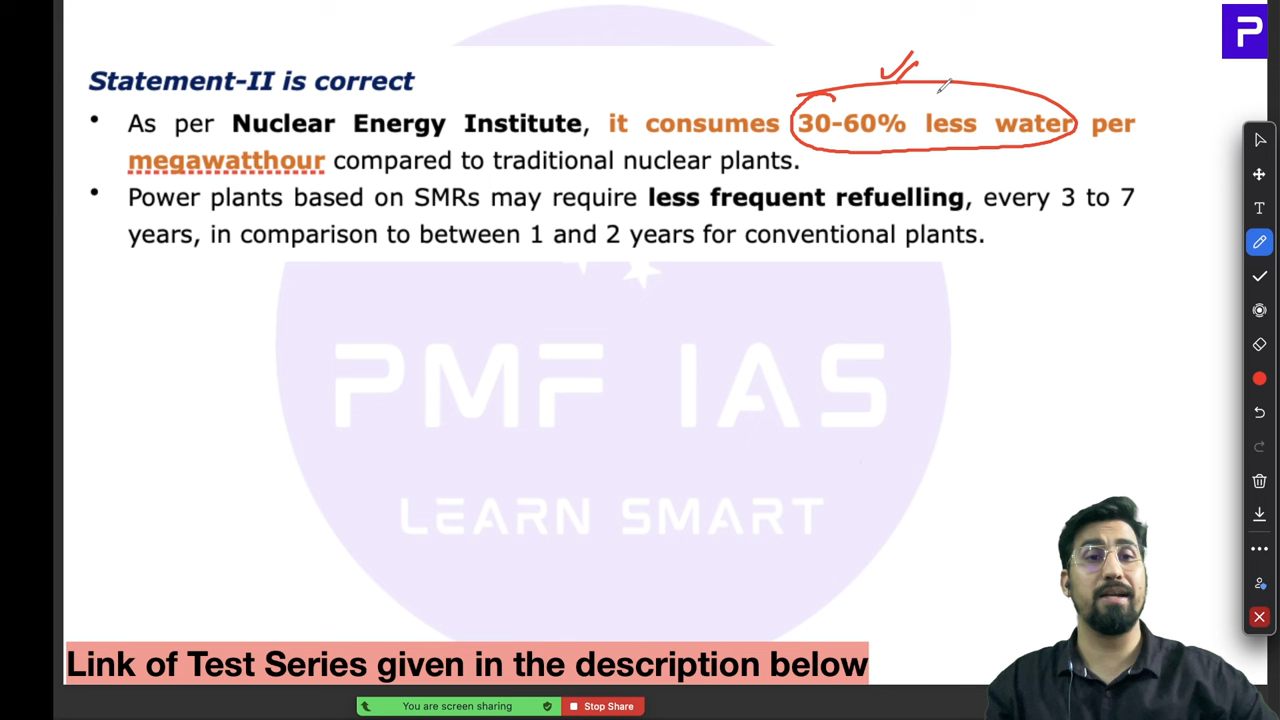 P
Statement-II is correct
• As per Nuclear Energy Institute, it consumes 30-60% less water per
megawatthour compared to traditional nuclear plants.
• Power plants based on SMRs may require less frequent refuelling, every 3 to 7
years, in comparison to between 1 and 2 years for conventional plants.
PMF IAS
LEARN SMART
T
Link of Test Series given in the description below
You are screen sharing
Stop Share